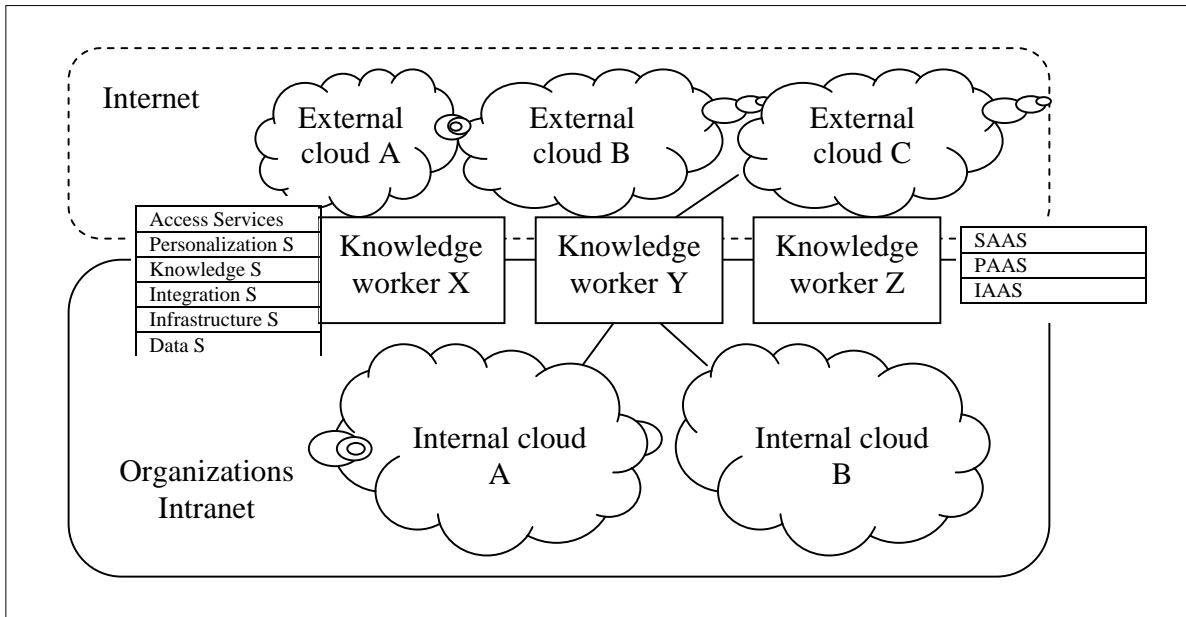 Internet
External
cloud A
External
cloud B
External
cloud C
Access Services
Personalization S
Knowledge S
Integration S
Infrastructure S
Data S
Knowledge
worker X
Knowledge
worker Y
Knowledge
worker Z
SAAS
PAAS
IAAS
Internal cloud
A
Internal cloud
B
Organizations
Intranet